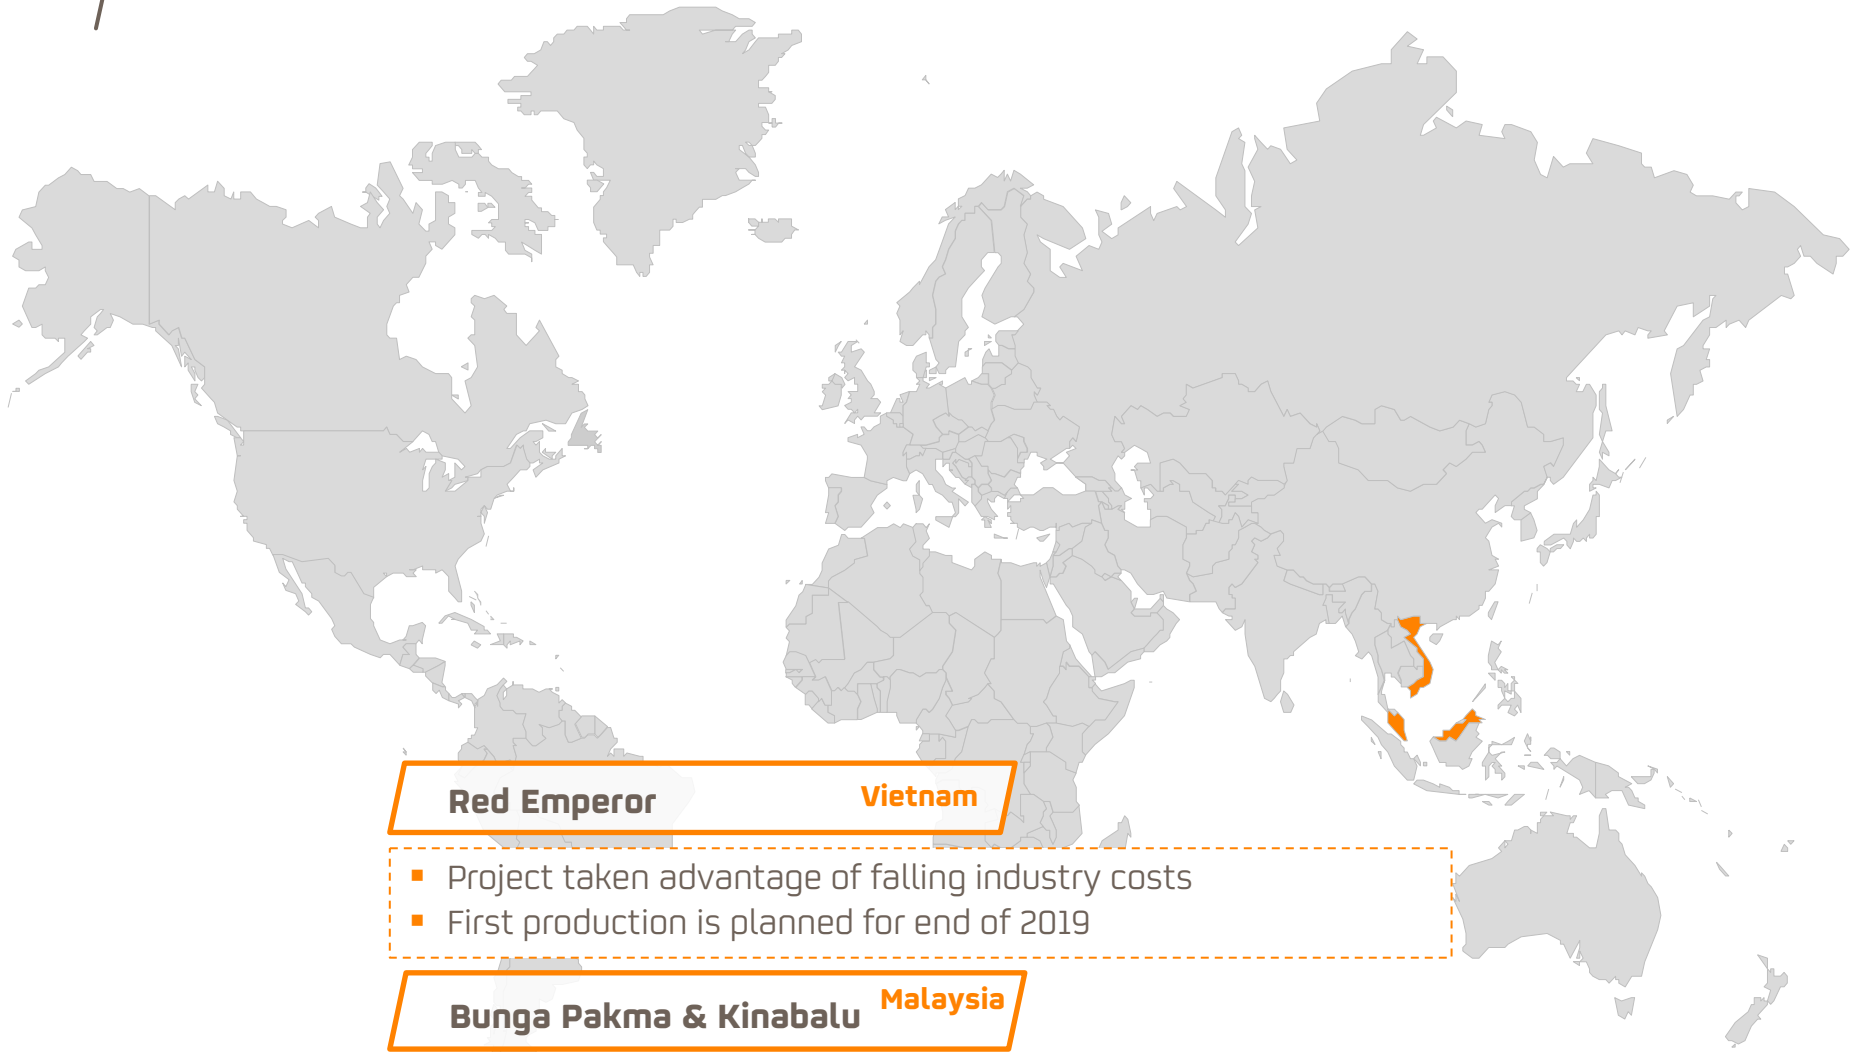 Red Emperor Vietnam
▪ Project taken advantage of falling industry costs
▪ First production is planned for end of 2019
Bunga Pakma & Kinabalu Malaysia